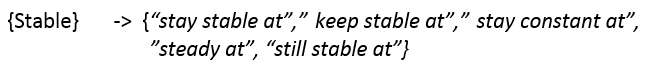 {Stable} -> {“stay stable at”,” keep stable at”,” stay constant at”,
”steady at”, “still stable at”}